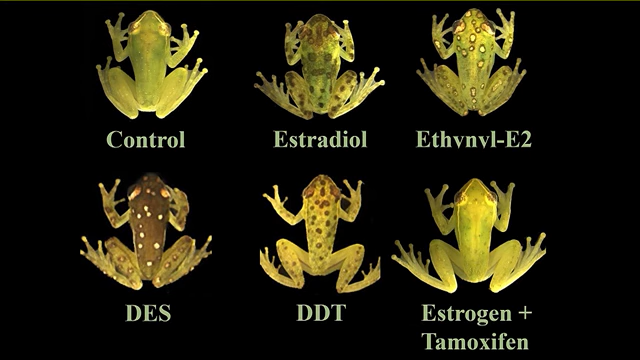 Control
Estradiol
Ethynyl-E2
DES
DDT
Estrogen +
Tamoxifen